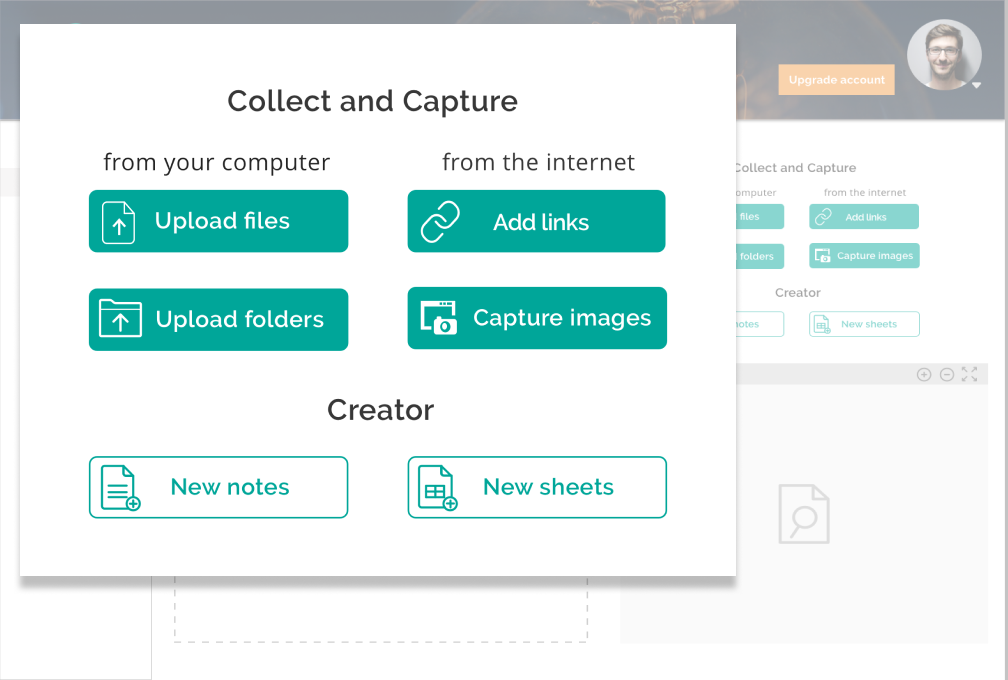 Collect and Capture
from your computer
from the internet
Upload files
Add links
Upload folders
Capture images
Creator
New notes
New sheets
Upgrade account
Collect and Capture
from the internet
files
Add links
folders
Capture images
Creator
New sheets